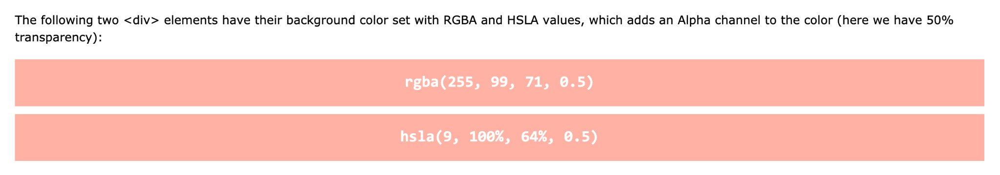 The following two <div> elements have their background color set with RGBA and HSLA values, which adds an Alpha channel to the color (here we have 50%
transparency):
rgba(255, 99, 71, 0.5)
hsla(9, 100%, 64%, 0.5)